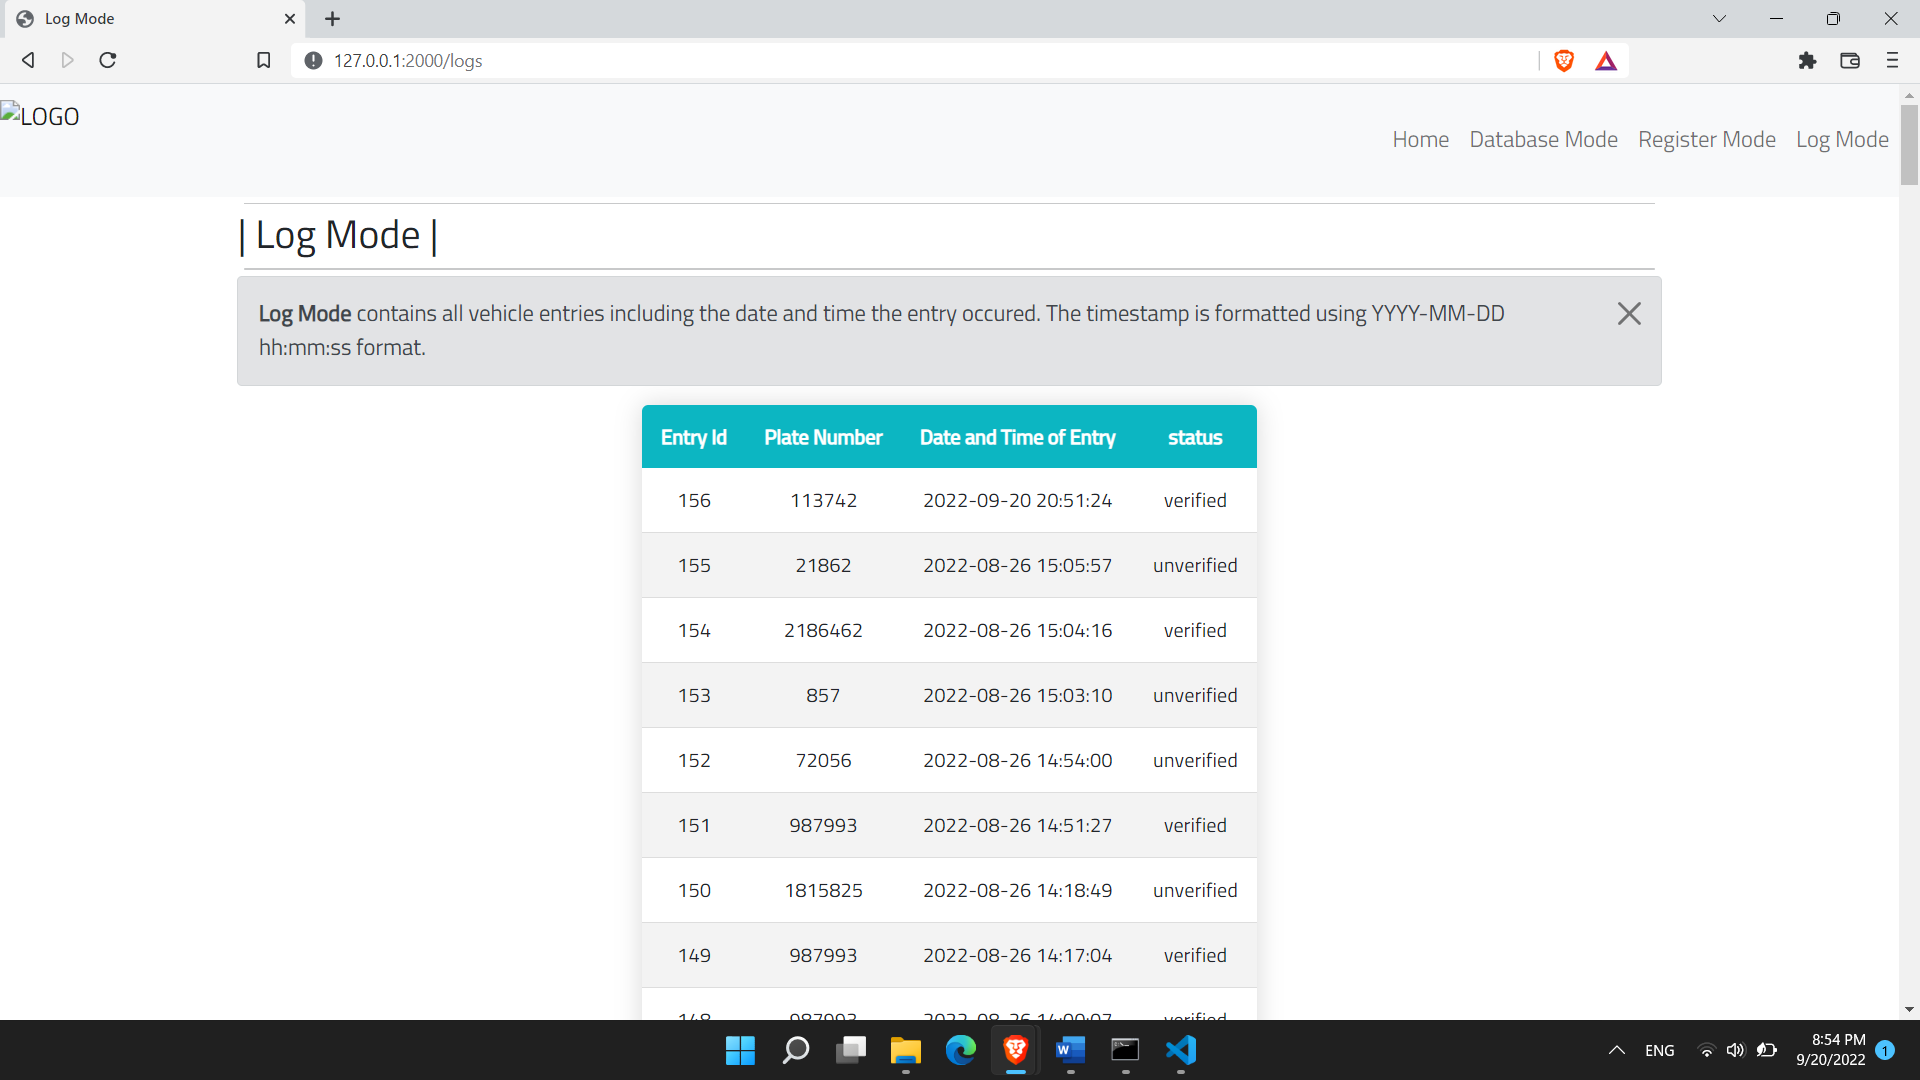 Log Mode
127.0.0.1:2000/logs
LOGO
Home Database Mode Register Mode Log Mode
| Log Mode |
Log Mode contains all vehicle entries including the date and time the entry occured. The timestamp is formatted using YYYY-MM-DD
hh:mm:ss format.
Entry Id Plate Number Date and Time of Entry status
156 113742 2022-09-20 20:51:24 verified
155 21862 2022-08-26 15:05:57 unverified
154 2186462 2022-08-26 15:04:16 verified
153 857 2022-08-26 15:03:10 unverified
152 72056 2022-08-26 14:54:00 unverified
151 987993 2022-08-26 14:51:27 verified
150 1815825 2022-08-26 14:18:49 unverified
149 987993 2022-08-26 14:17:04 verified
148 987993 2022-08-26 verified
ENG
8:54 PM
9/20/2022
1